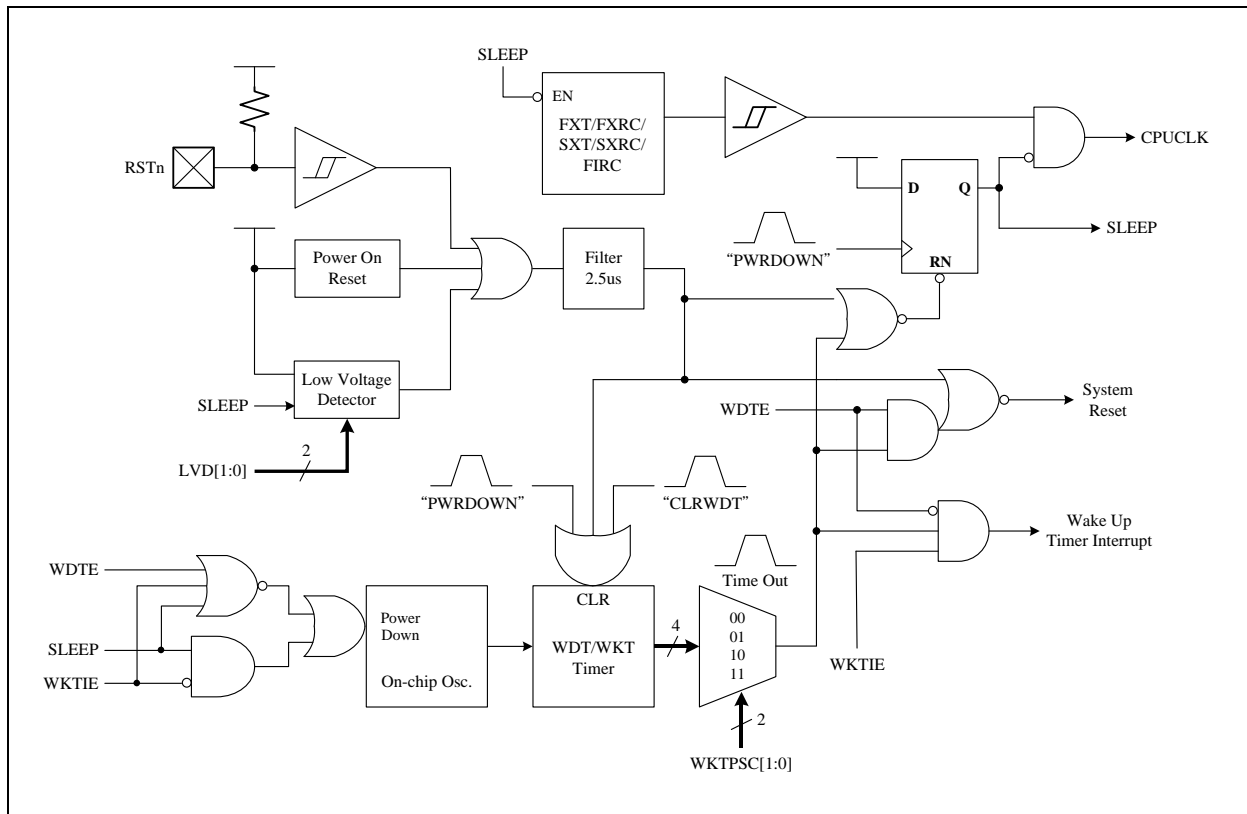 SLEEP
EN
FXT/FXRC/
SXT/SXRC/
FIRC
CPUCLK
RSTn
D
Q
RN
SLEEP
“PWRDOWN”
Power On
Reset
Filter
2.5us
Low Voltage
Detector
SLEEP
LVD[1:0]
2
WDTE
System
Reset
“PWRDOWN”
“CLRWDT”
Time Out
Wake Up
Timer Interrupt
WDTE
SLEEP
WKTIE
Power
Down
On-chip Osc.
CLR
WDT/WKT
Timer
4
00
01
10
11
WKTIE
2
WKTPSC[1:0]